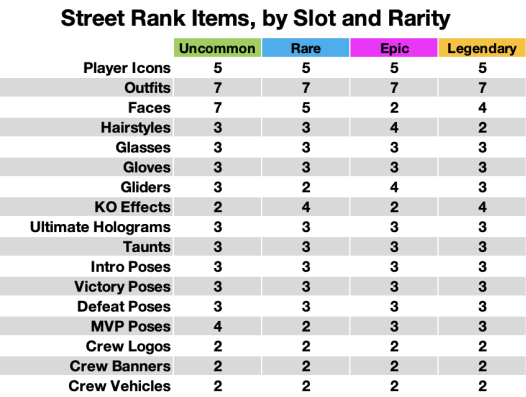 Street Rank Items, by Slot and Rarity
Uncommon Rare Epic Legendary
Player Icons 5 5 5 5
Outfits 7 7 7 7
Faces 7 5 2 4
Hairstyles 3 3 4 2
Glasses 3 3 3 3
Gloves 3 3 3 3
Gliders 3 2 4 3
KO Effects 2 4 2 4
Ultimate Holograms 3 3 3 3
Taunts 3 3 3 3
Intro Poses 3 3 3 3
Victory Poses 3 3 3 3
Defeat Poses 3 3 3 3
MVP Poses 4 2 3 3
Crew Logos 2 2 2 2
Crew Banners 2 2 2 2
Crew Vehicles 2 2 2 2